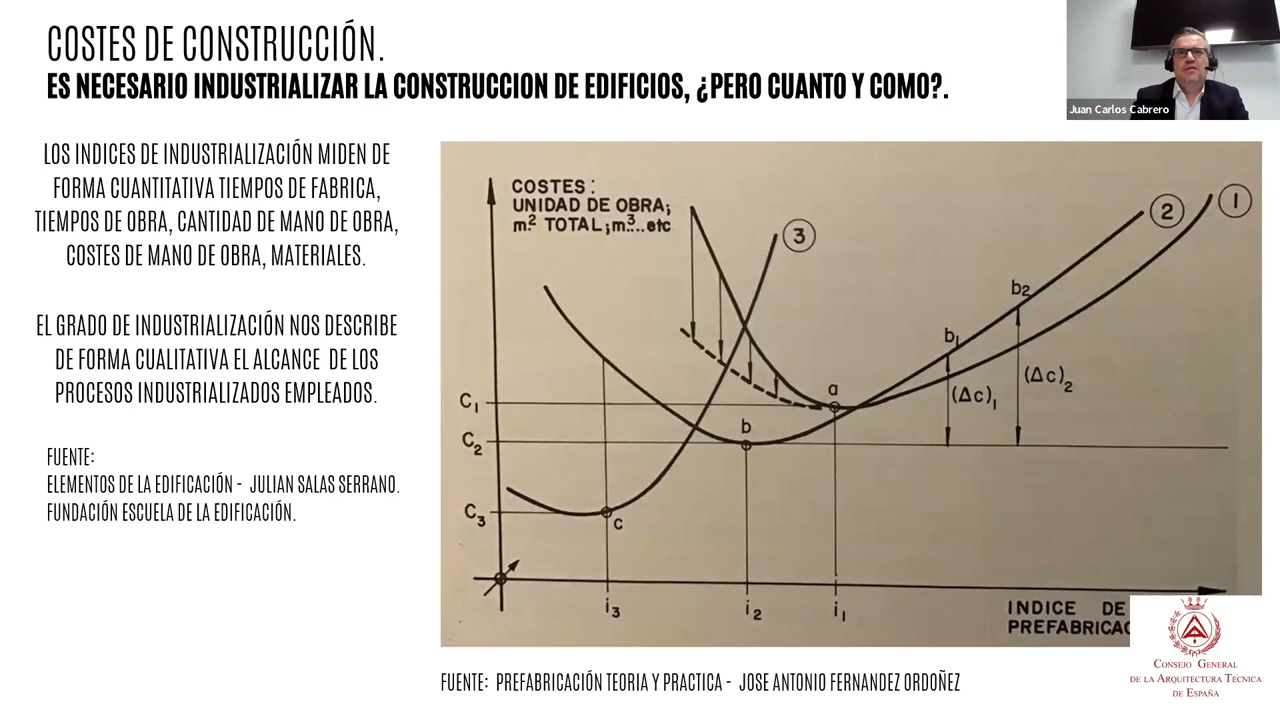 COSTES DE CONSTRUCCIÓN.
ES NECESARIO INDUSTRIALIZAR LA CONSTRUCCION DE EDIFICIOS, ¿PERO CUANTO Y COMO?.
Juan Carlos Cabrero
LOS INDICES DE INDUSTRIALIZACIÓN MIDEN DE
FORMA CUANTITATIVA TIEMPOS DE FABRICA,
TIEMPOS DE OBRA, CANTIDAD DE MANO DE OBRA,
COSTES DE MANO DE OBRA, MATERIALES.
EL GRADO DE INDUSTRIALIZACIÓN NOS DESCRIBE
DE FORMA CUALITATIVA EL ALCANCE DE LOS
PROCESOS INDUSTRIALIZADOS EMPLEADOS.
FUENTE:
ELEMENTOS DE LA EDIFICACIÓN - JULIAN SALAS SERRANO.
FUNDACIÓN ESCUELA DE LA EDIFICACIÓN.
COSTES:
UNIDAD DE OBRA;
m.² TOTAL; m.³.. etc
3
2
1
b₂
b₁
a
(Δc)₂
(Δc)₁
C₁
b
C₂
C₃
c
i₃
i₂
i₁
INDICE DE
PREFABRICAC
FUENTE: PREFABRICACIÓN TEORIA Y PRACTICA - JOSE ANTONIO FERNANDEZ ORDOÑEZ
CONSEJO GENERAL
DE LA ARQUITECTURA TÉCNICA
DE ESPAÑA